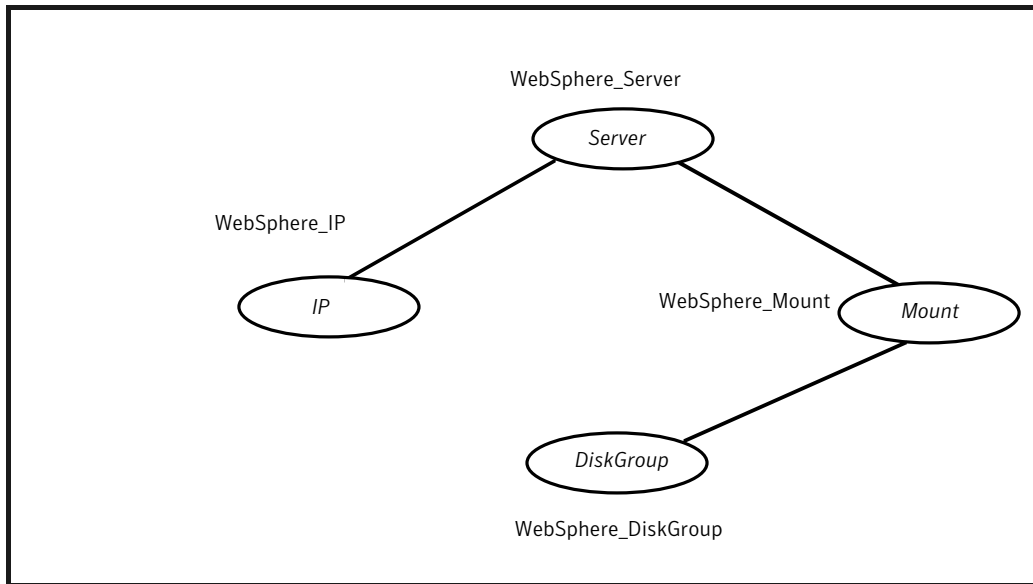 WebSphere_Server
Server
WebSphere_IP
IP
WebSphere_Mount
Mount
DiskGroup
WebSphere_DiskGroup